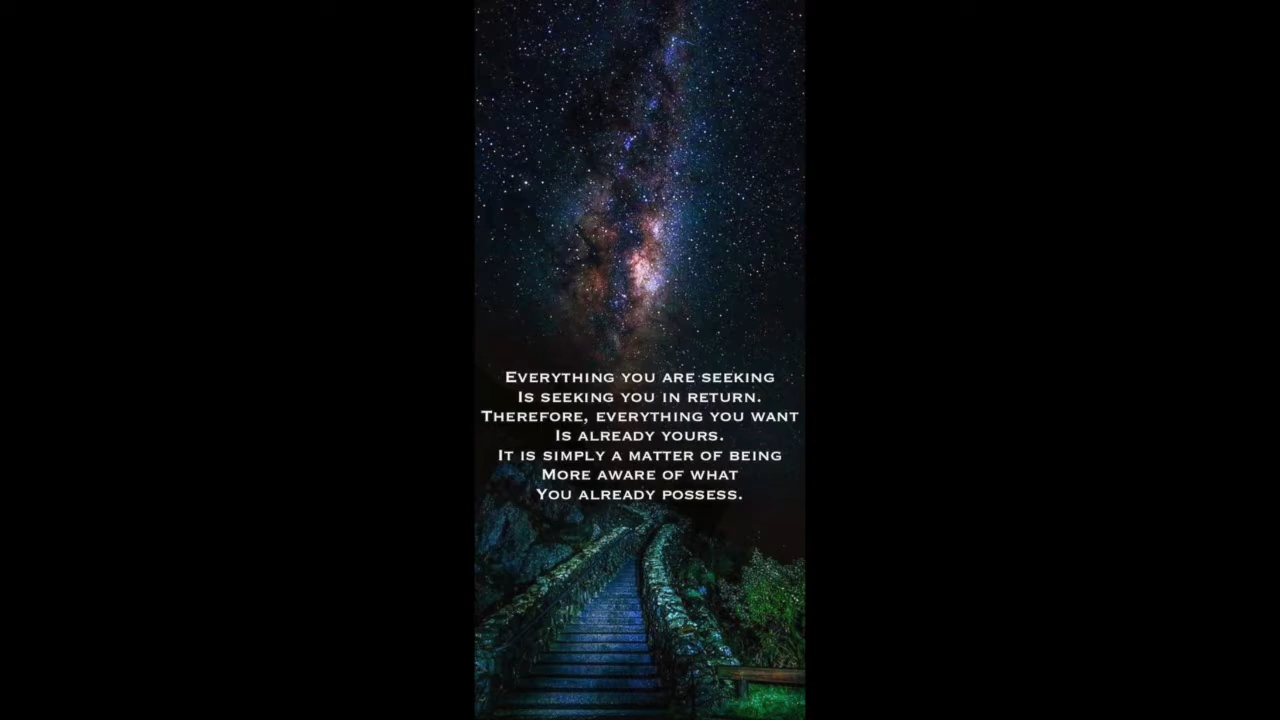 Everything you are seeking
Is seeking you in return.
Therefore, everything you want
Is already yours.
It is simply a matter of being
More aware of what
You already possess.